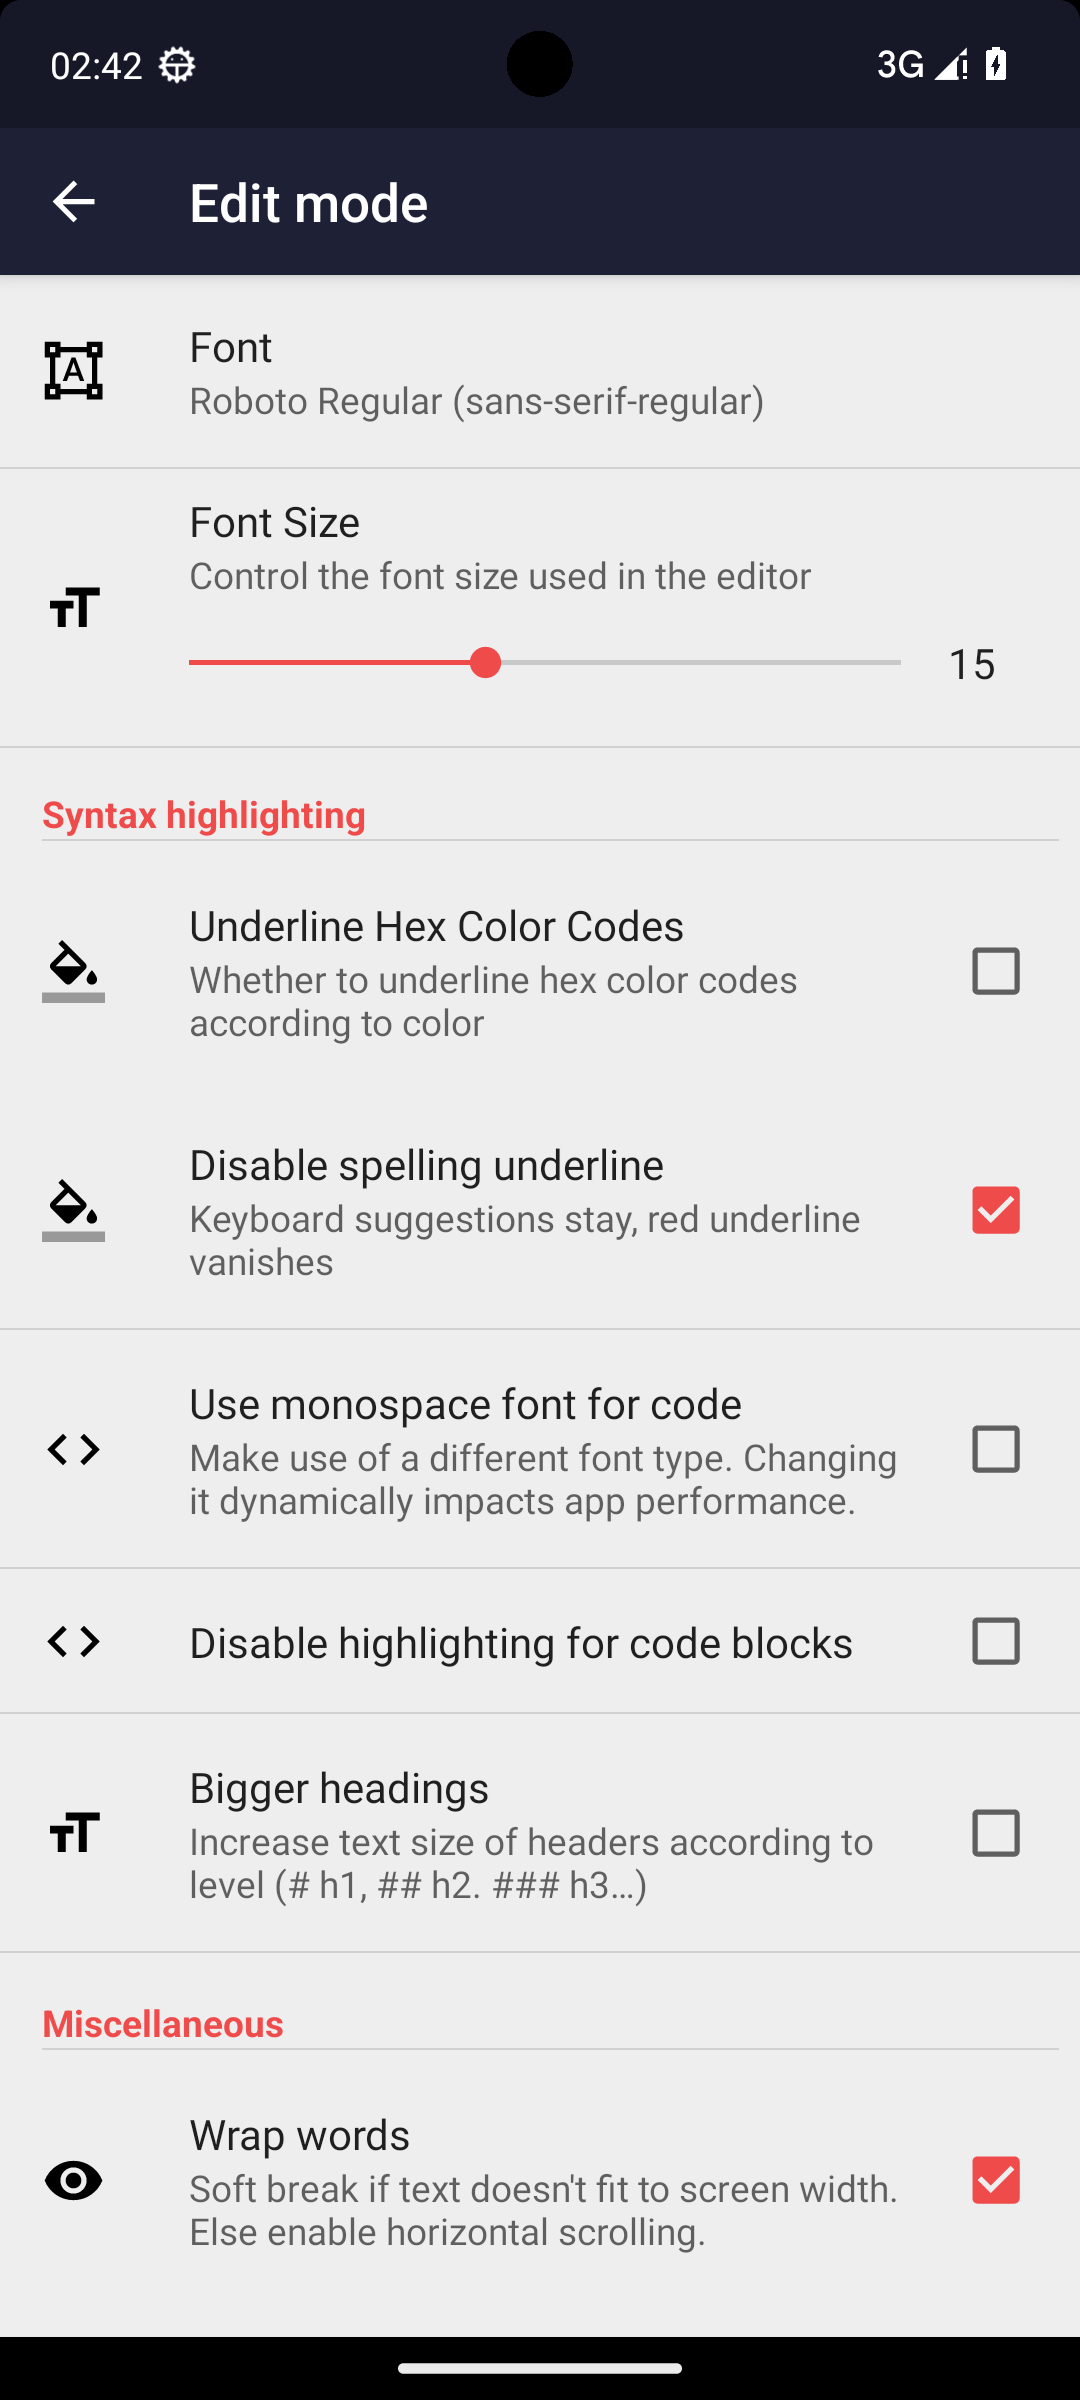 02:42
3G
Edit mode
Font
Roboto Regular (sans-serif-regular)
Font Size
Control the font size used in the editor
15
Syntax highlighting
Underline Hex Color Codes
Whether to underline hex color codes
according to color
Disable spelling underline
Keyboard suggestions stay, red underline
vanishes
Use monospace font for code
Make use of a different font type. Changing
it dynamically impacts app performance.
Disable highlighting for code blocks
Bigger headings
Increase text size of headers according to
level (# h1, ## h2. ### h3…)
Miscellaneous
Wrap words
Soft break if text doesn't fit to screen width.
Else enable horizontal scrolling.